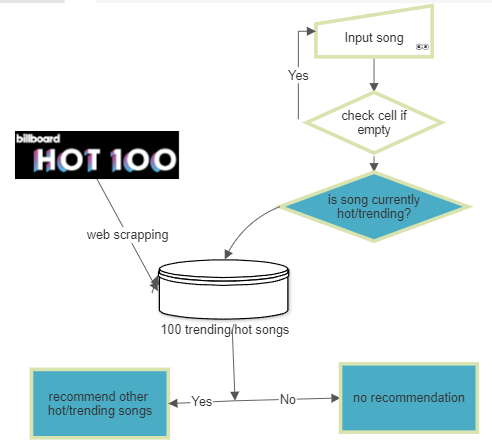 Input song
Yes
check cell if
empty
billboard
HOT 100
is song currently
hot/trending?
web scrapping
100 trending/hot songs
recommend other
hot/trending songs
Yes
No
no recommendation